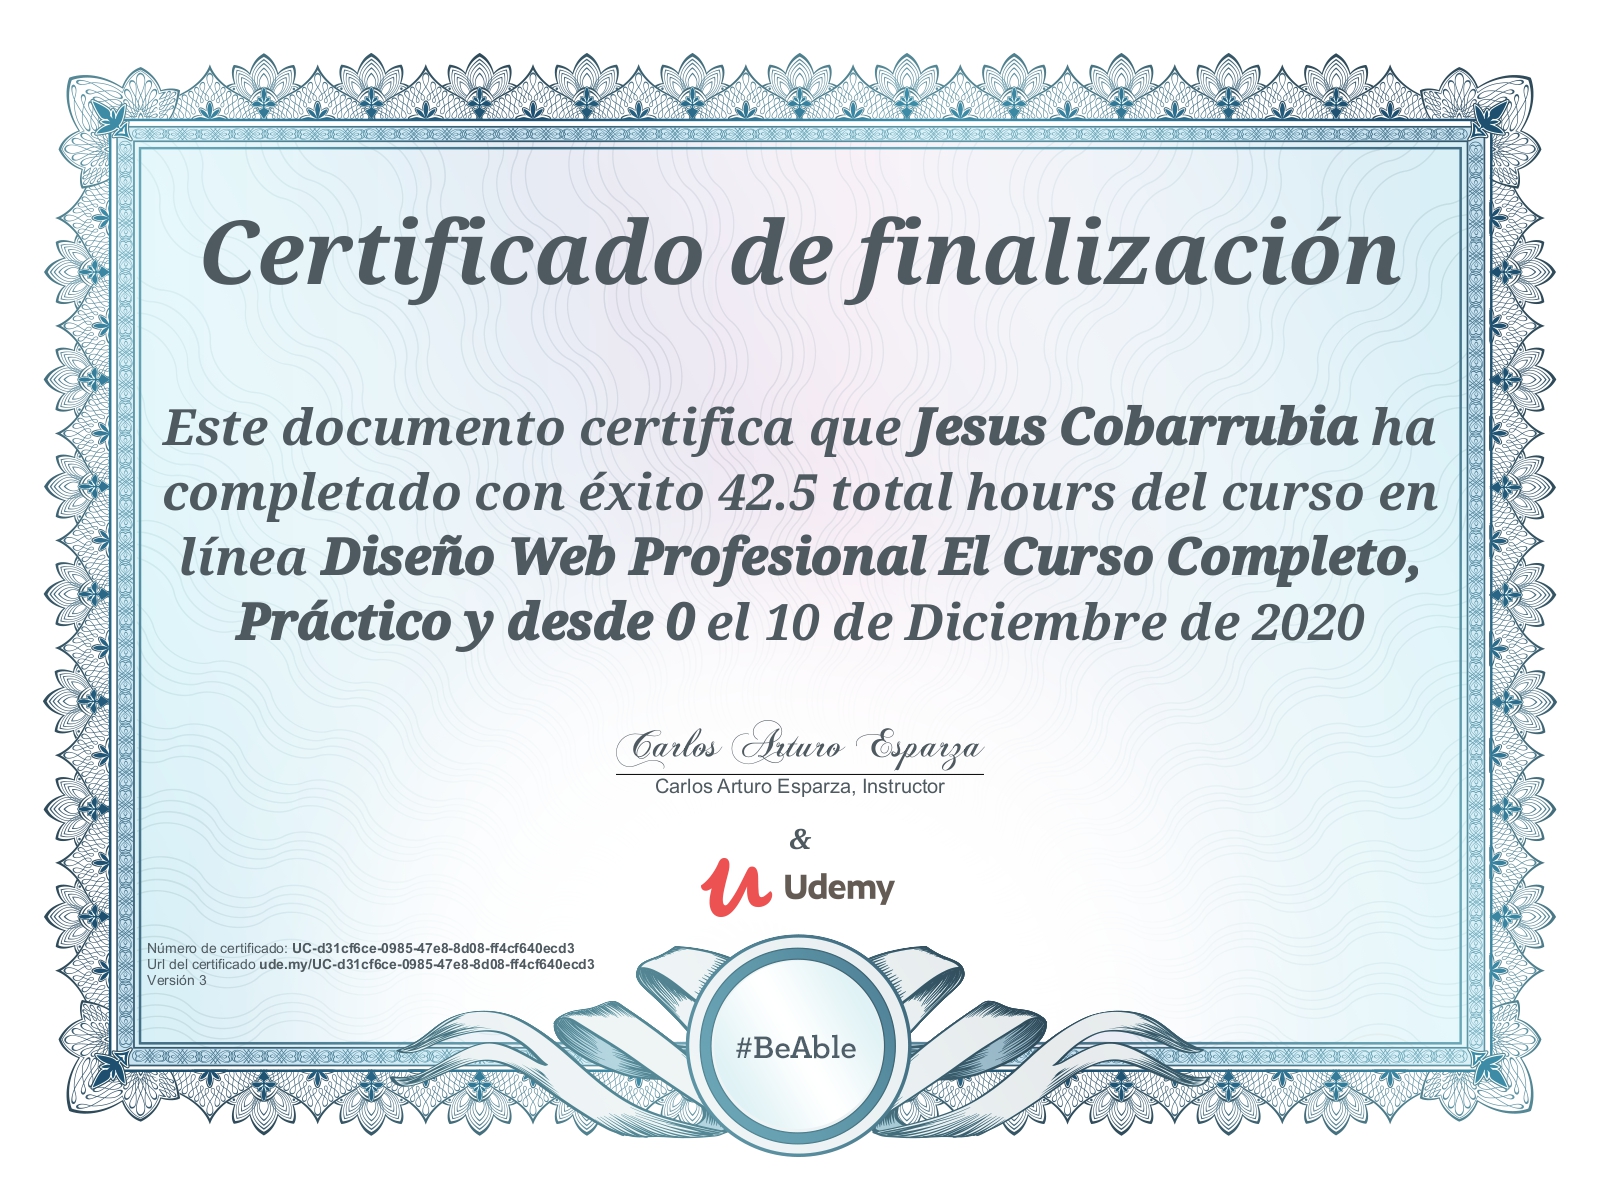 Certificado de finalización
Este documento certifica que Jesus Cobarrubia ha
completado con éxito 42.5 total hours del curso en
línea Diseño Web Profesional El Curso Completo,
Práctico y desde 0 el 10 de Diciembre de 2020
Carlos Arturo Esparza
Carlos Arturo Esparza, Instructor
&
Udemy
Número de certificado: UC-d31cf6ce-0985-47e8-8d08-ff4cf640ecd3
Url del certificado ude.my/UC-d31cf6ce-0985-47e8-8d08-ff4cf640ecd3
Versión 3
#BeAble